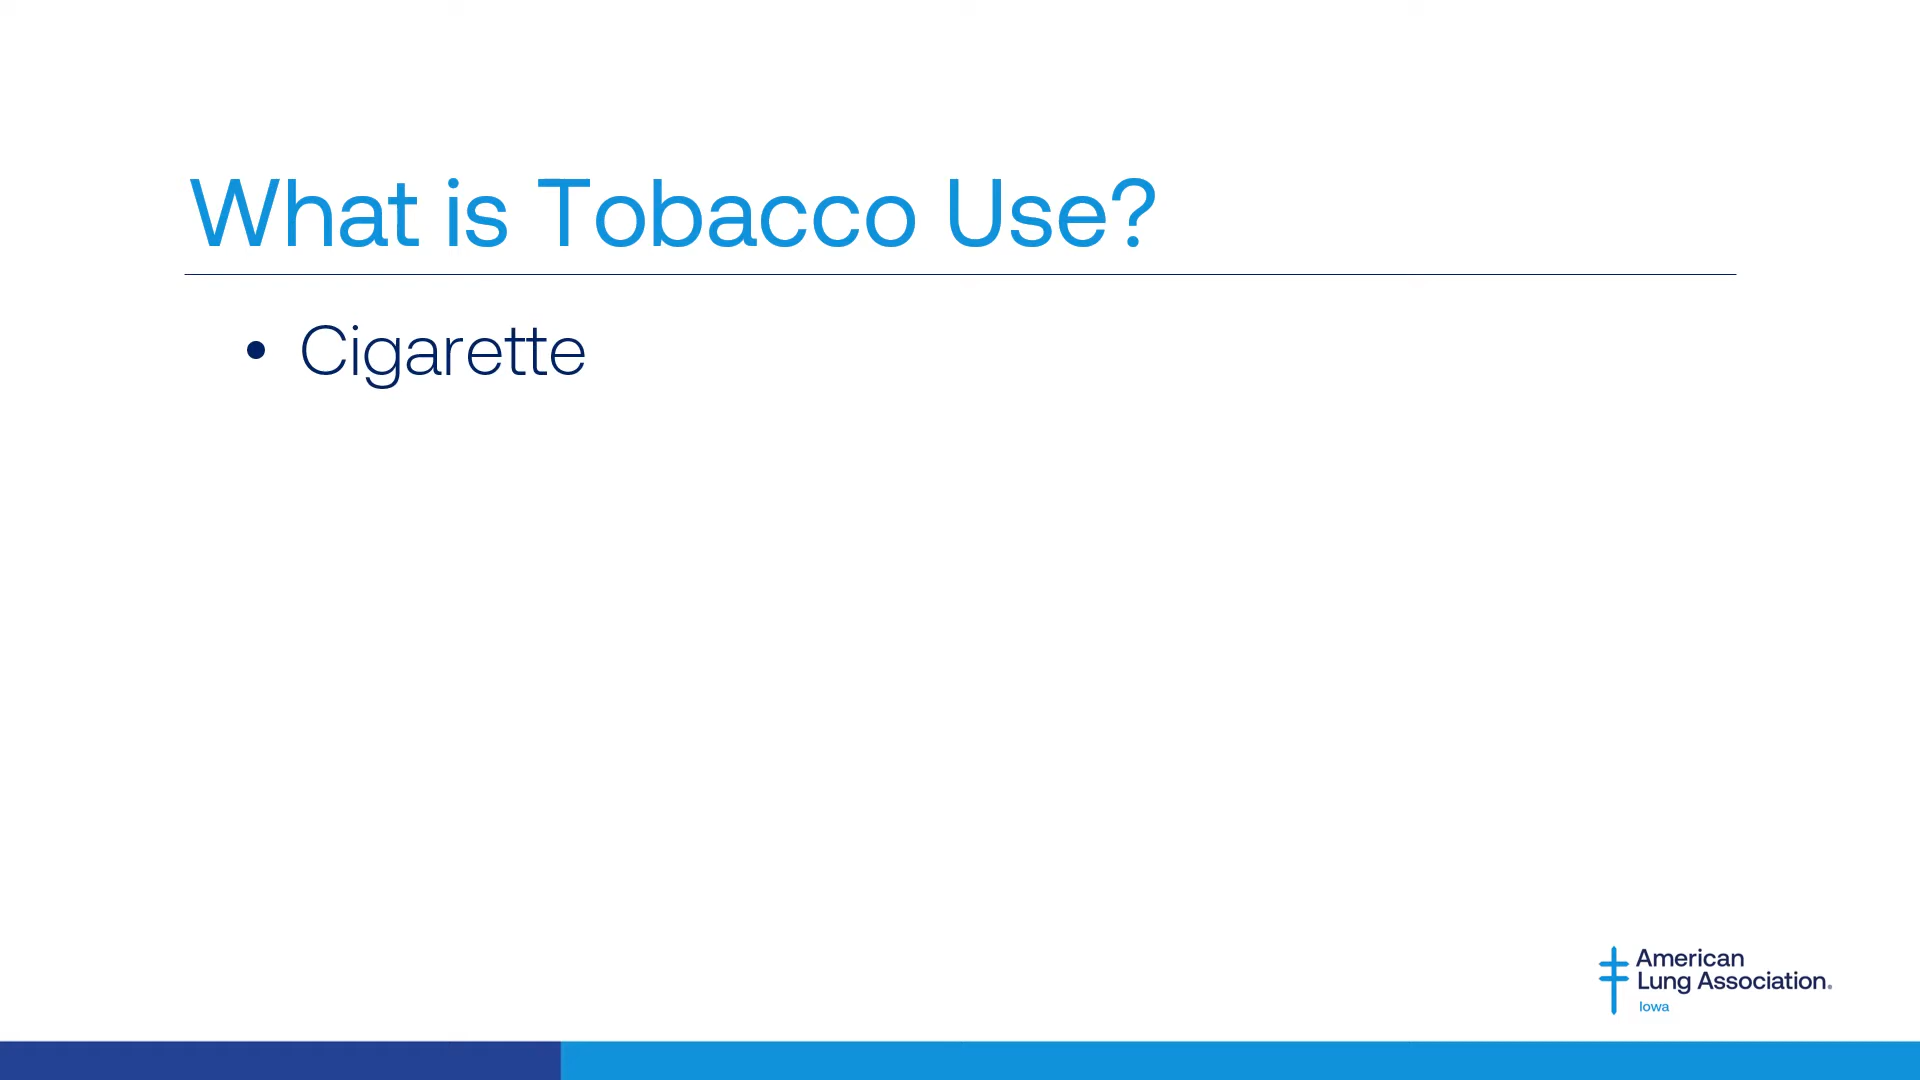 What is Tobacco Use?
• Cigarette
American
Lung Association.
Iowa